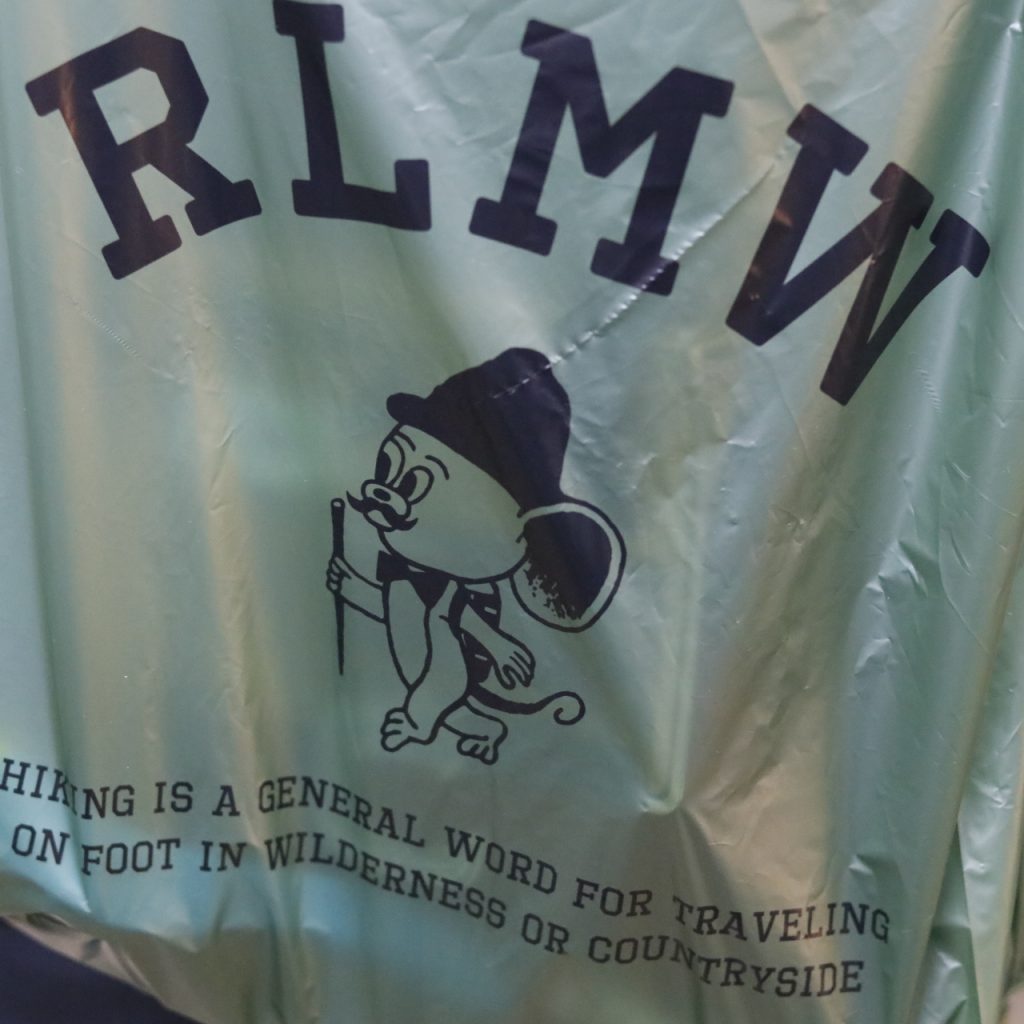 RLMW
HIKING IS A GENERAL WORD FOR TRAVELING
ON FOOT IN WILDERNESS OR COUNTRYSIDE